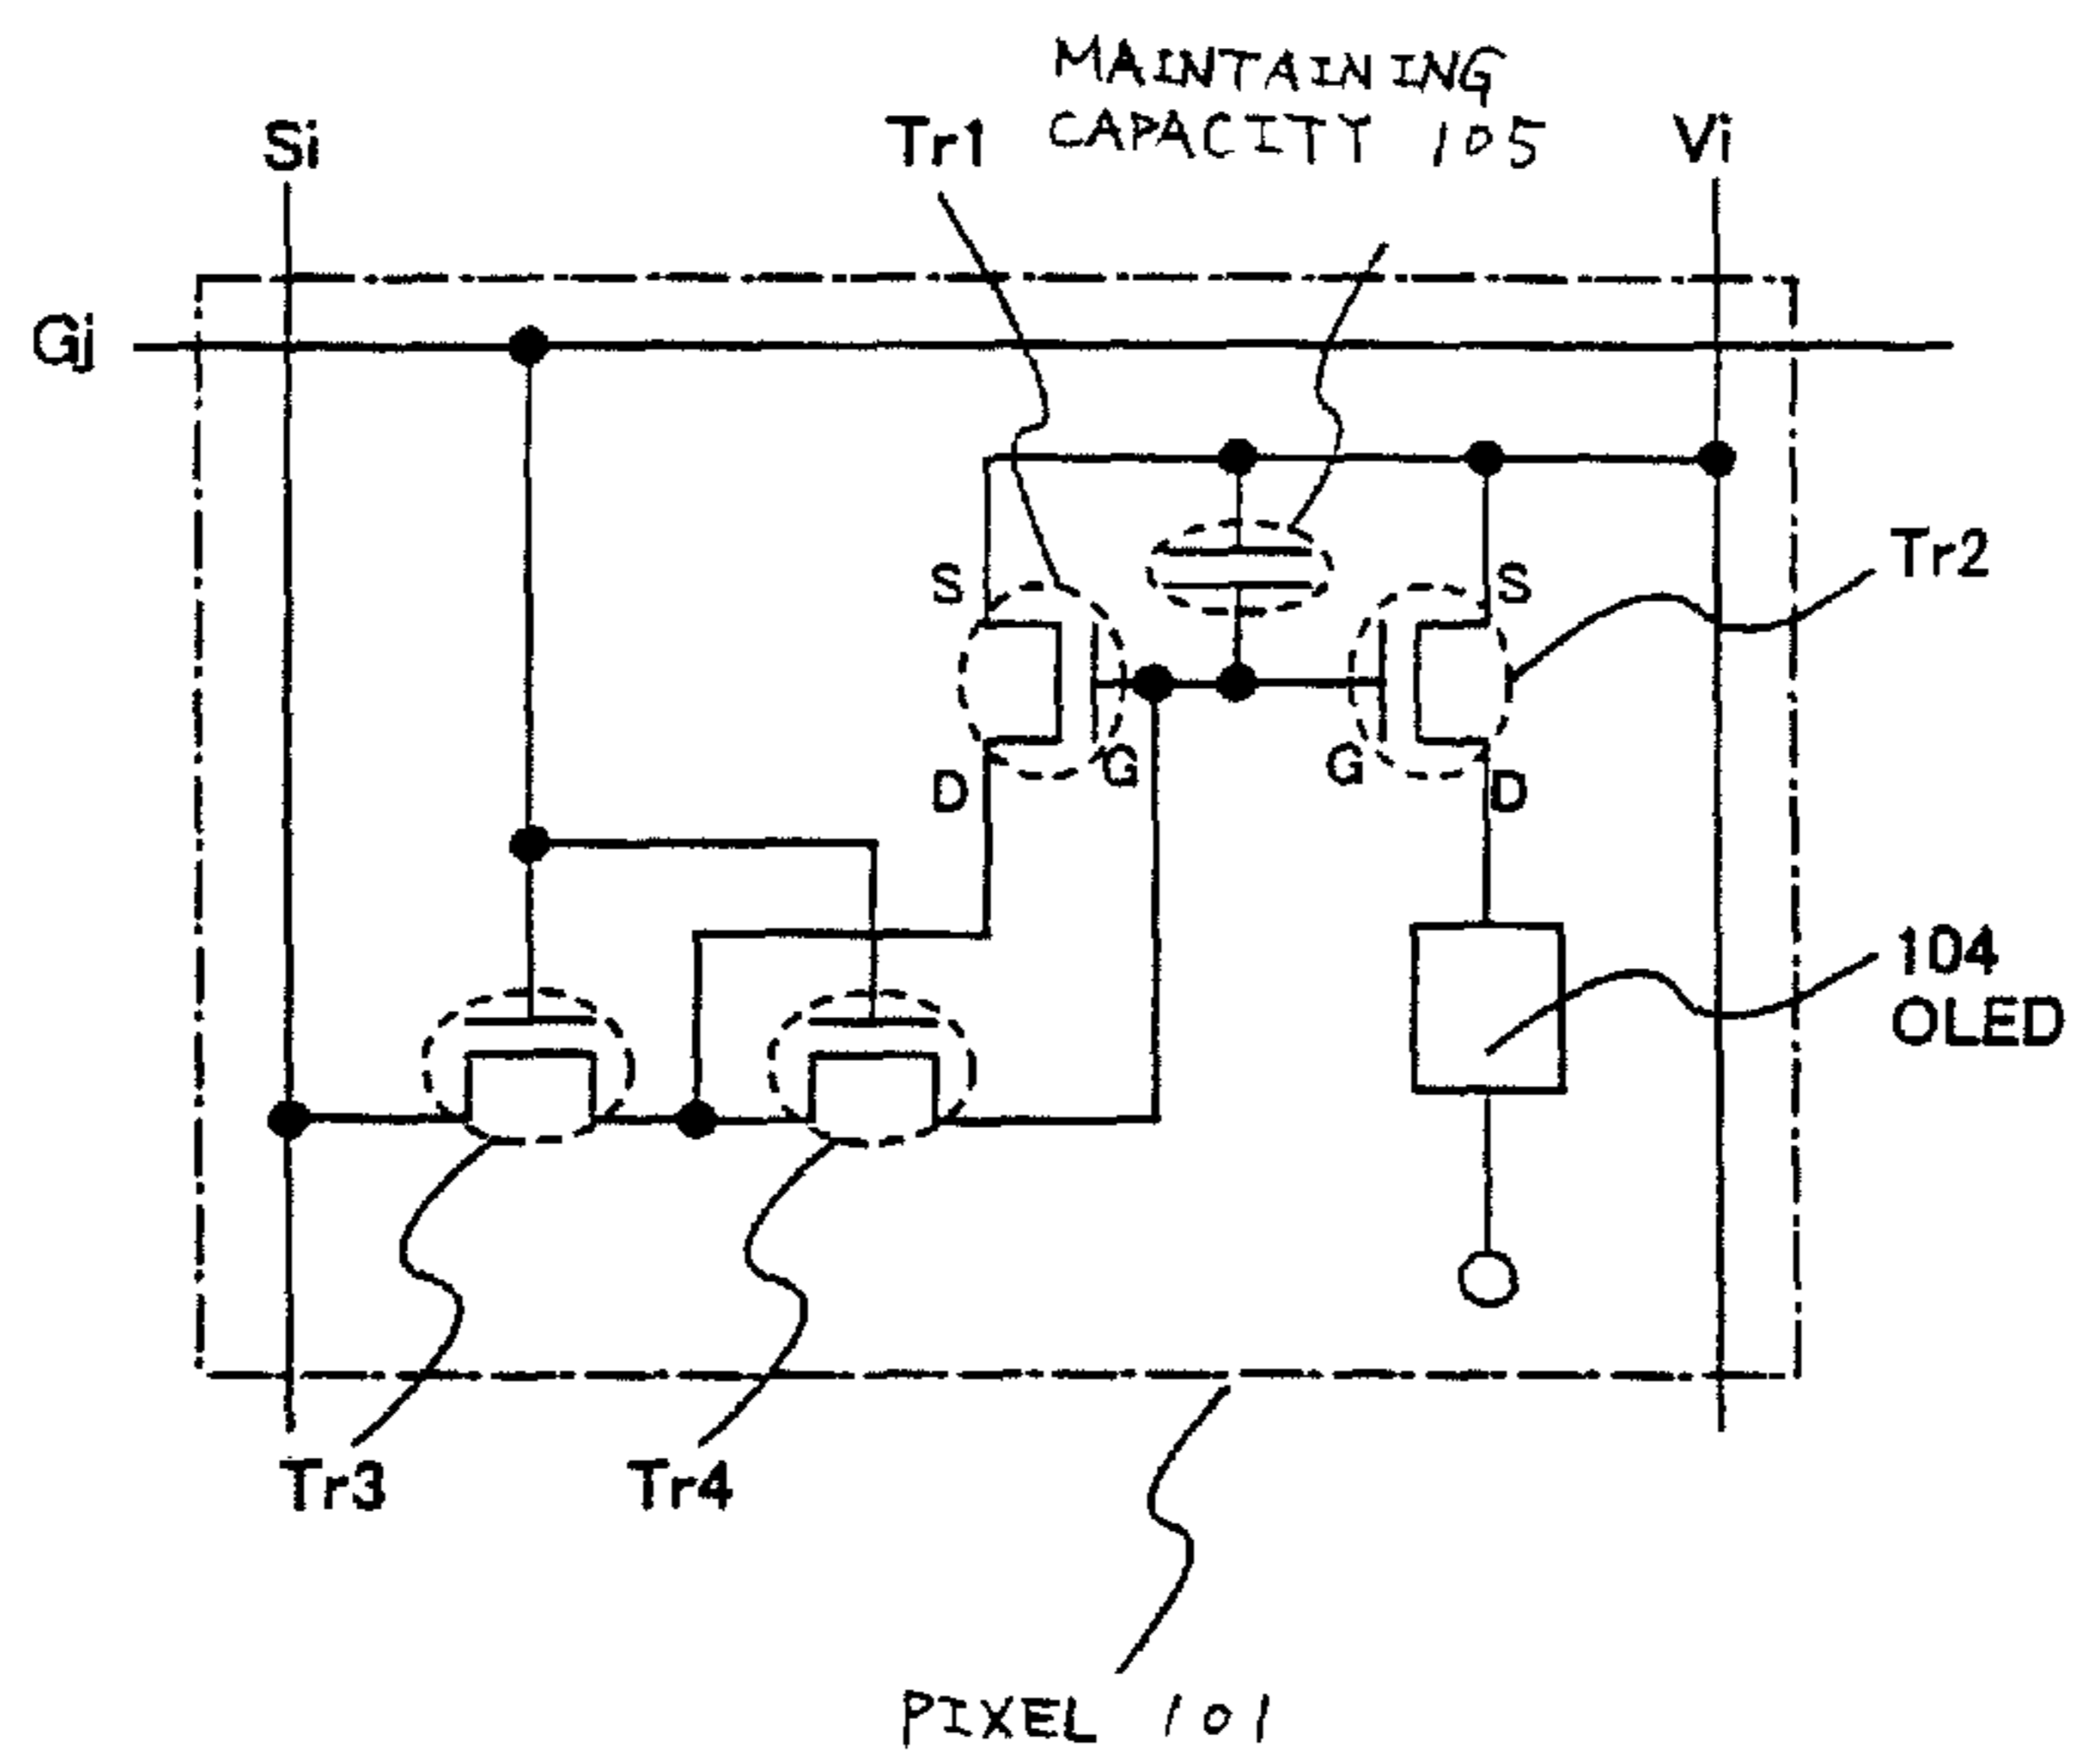 MAINTAINING
CAPACITY 105
Si
Tr1
Vi
Gj
Tr2
S
S
G
G
D
D
104
OLED
Tr3
Tr4
PIXEL 101